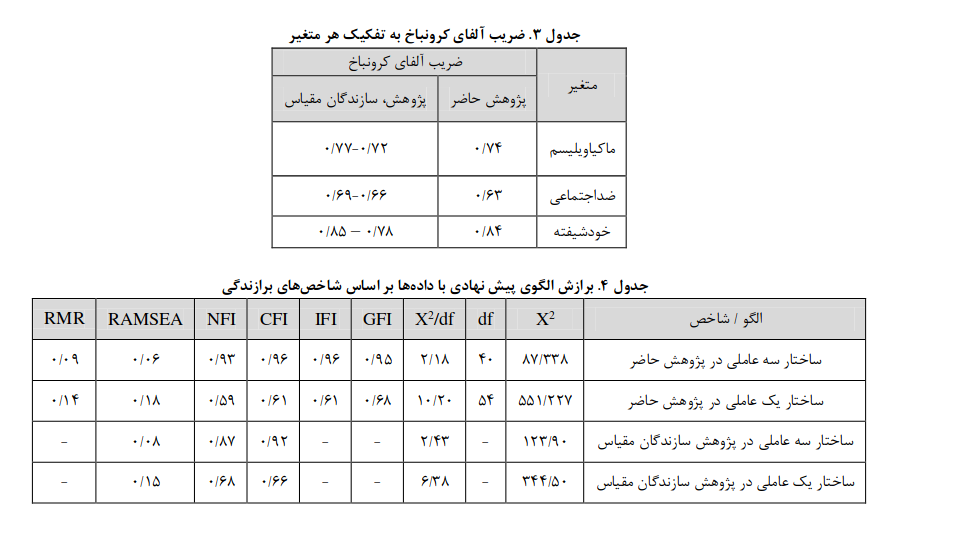 جدول ۳. ضریب آلفای کرونباخ به تفکیک هر متغیر
متغیر ضریب آلفای کرونباخ
پژوهش حاضر پژوهش، سازندگان مقیاس
ماکیاویلیسم ۰/۷۴ ۰/۷۷-۰/۷۲
ضداجتماعی ۰/۶۳ ۰/۶۹-۰/۶۶
خودشیفته ۰/۸۴ ۰/۸۵ – ۰/۷۸
جدول ۴. برازش الگوی پیش نهادی با داده‌ها بر اساس شاخص‌های برازندگی
الگو / شاخص X² df X²/df GFI IFI CFI NFI RAMSEA RMR
ساختار سه عاملی در پژوهش حاضر ۸۷/۳۳۸ ۴۰ ۲/۱۸ ۰/۹۵ ۰/۹۶ ۰/۹۶ ۰/۹۳ ۰/۰۶ ۰/۰۹
ساختار یک عاملی در پژوهش حاضر ۵۵۱/۲۲۷ ۵۴ ۱۰/۲۰ ۰/۶۸ ۰/۶۱ ۰/۶۱ ۰/۵۹ ۰/۱۸ ۰/۱۴
ساختار سه عاملی در پژوهش سازندگان مقیاس ۱۲۳/۹۰ - ۲/۴۳ - - ۰/۹۲ ۰/۸۷ ۰/۰۸ -
ساختار یک عاملی در پژوهش سازندگان مقیاس ۳۴۴/۵۰ - ۶/۳۸ - - ۰/۶۶ ۰/۶۸ ۰/۱۵ -